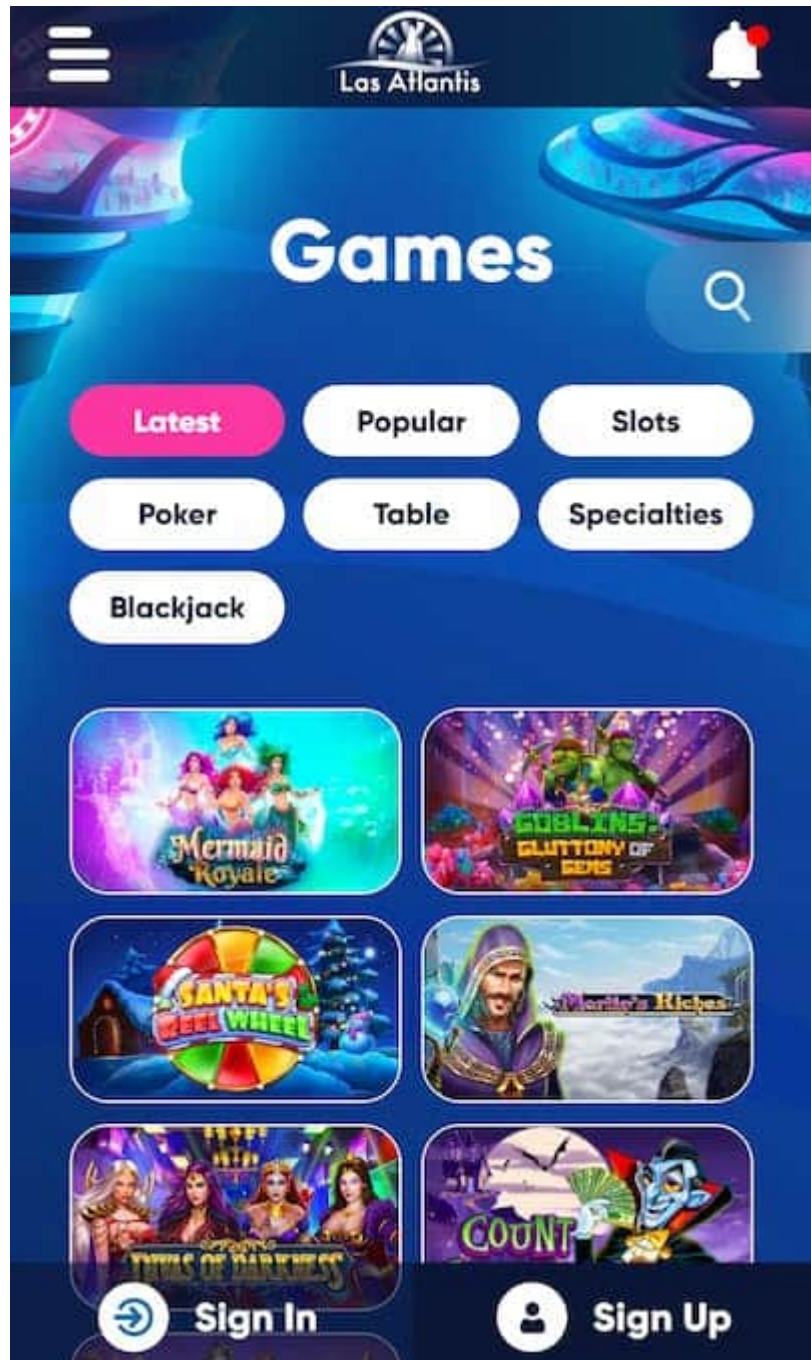 Las Atlantis
Games
Latest
Popular
Slots
Poker
Table
Specialties
Blackjack
Mermaid
Royale
GOBLINS:
GLUTTONY OF
GEMS
SANTA'S
REEL WHEEL
Merlin's Riches
DIVAS OF DARKNESS
COUNT
Sign In
Sign Up